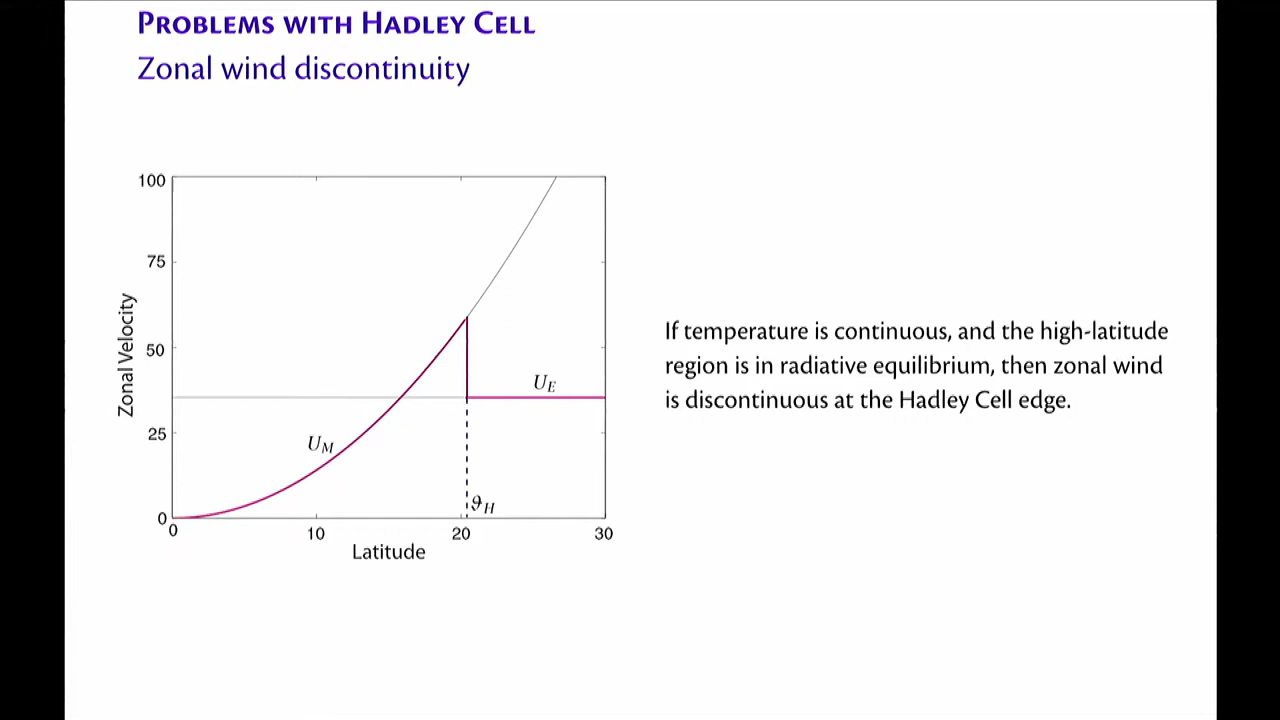 PROBLEMS WITH HADLEY CELL
Zonal wind discontinuity
100
75
50
25
0
Zonal Velocity
U_M
U_E
ϑ_H
0 10 20 30
Latitude
If temperature is continuous, and the high-latitude
region is in radiative equilibrium, then zonal wind
is discontinuous at the Hadley Cell edge.